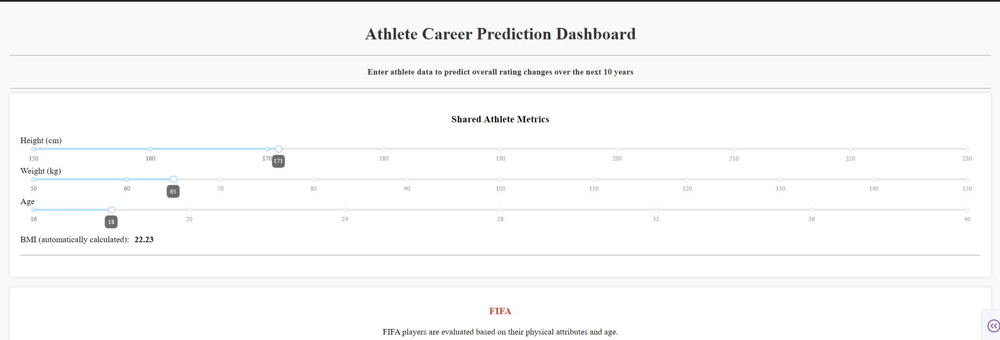 Athlete Career Prediction Dashboard
Enter athlete data to predict overall rating changes over the next 10 years
Shared Athlete Metrics
Height (cm)
150 160 170 171 180 190 200 210 220 230
Weight (kg)
50 60 65 70 80 90 100 110 120 130 140 150
Age
16 18 20 24 28 32 36 40
BMI (automatically calculated): 22.23
FIFA
FIFA players are evaluated based on their physical attributes and age.